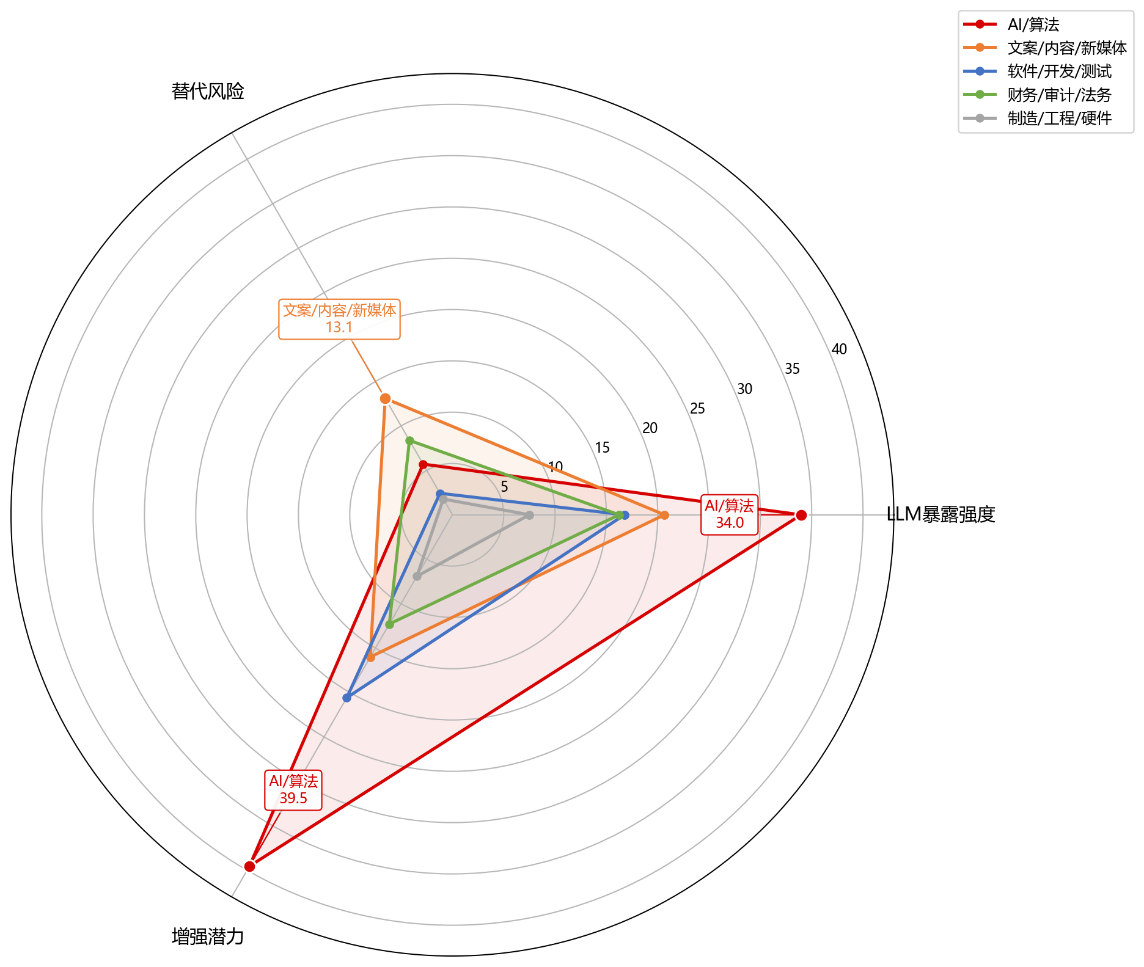 AI/算法
文案/内容/新媒体
软件/开发/测试
财务/审计/法务
制造/工程/硬件
替代风险
文案/内容/新媒体
13.1
40
35
30
25
20
15
10
5
AI/算法
34.0
LLM暴露强度
AI/算法
39.5
增强潜力